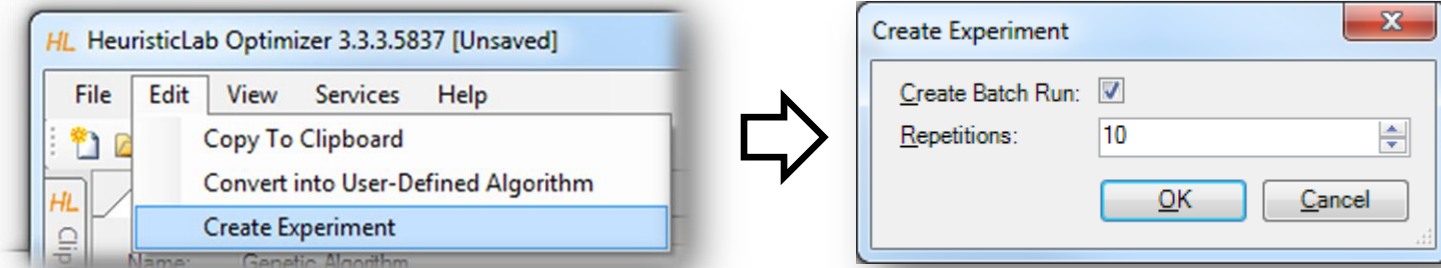 HL HeuristicLab Optimizer 3.3.3.5837 [Unsaved]
File Edit View Services Help
Copy To Clipboard
Convert into User-Defined Algorithm
Create Experiment
HL
Clip
Name: Genetic Algorithm
Create Experiment
Create Batch Run:
Repetitions: 10
OK Cancel